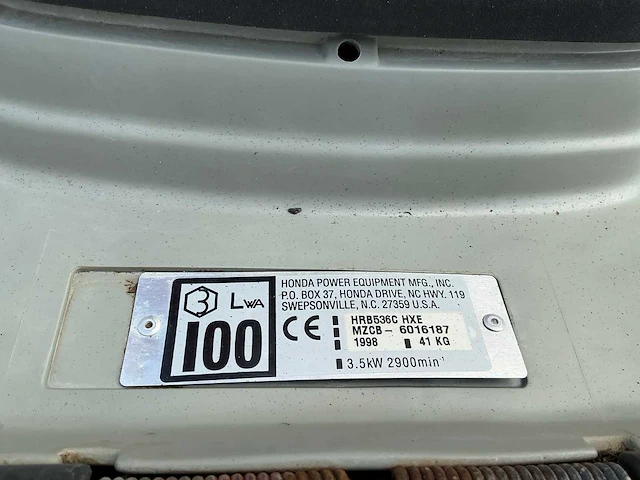 3 LWA
100
HONDA POWER EQUIPMENT MFG., INC.
P.O. BOX 37, HONDA DRIVE, NC HWY. 119
SWEPSONVILLE, N.C. 27359 U.S.A.
CE
HRB536C HXE
MZCB- 6016187
1998 41 KG
3.5kW 2900min⁻¹